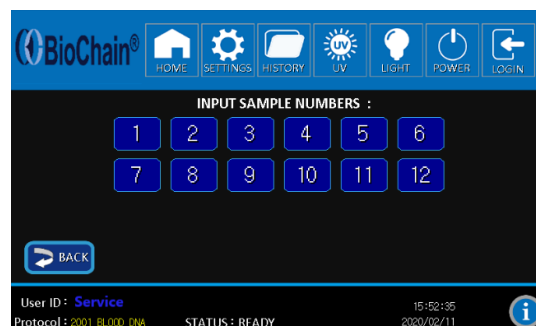 BioChain®
HOME SETTINGS HISTORY UV LIGHT POWER LOGIN
INPUT SAMPLE NUMBERS :
1 2 3 4 5 6
7 8 9 10 11 12
BACK
User ID : Service 15:52:35
Protocol : 2001 BLOOD DNA STATUS : READY 2020/02/11